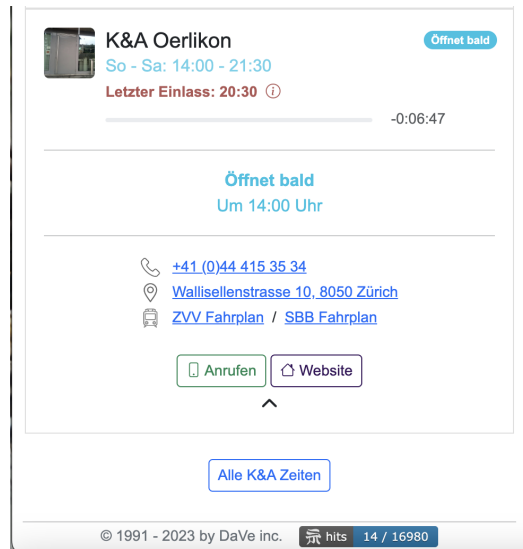 K&A Oerlikon
Öffnet bald
So - Sa: 14:00 - 21:30
Letzter Einlass: 20:30
-0:06:47
Öffnet bald
Um 14:00 Uhr
+41 (0)44 415 35 34
Wallisellenstrasse 10, 8050 Zürich
ZVV Fahrplan / SBB Fahrplan
Anrufen Website
Alle K&A Zeiten
© 1991 - 2023 by DaVe inc. hits 14 / 16980